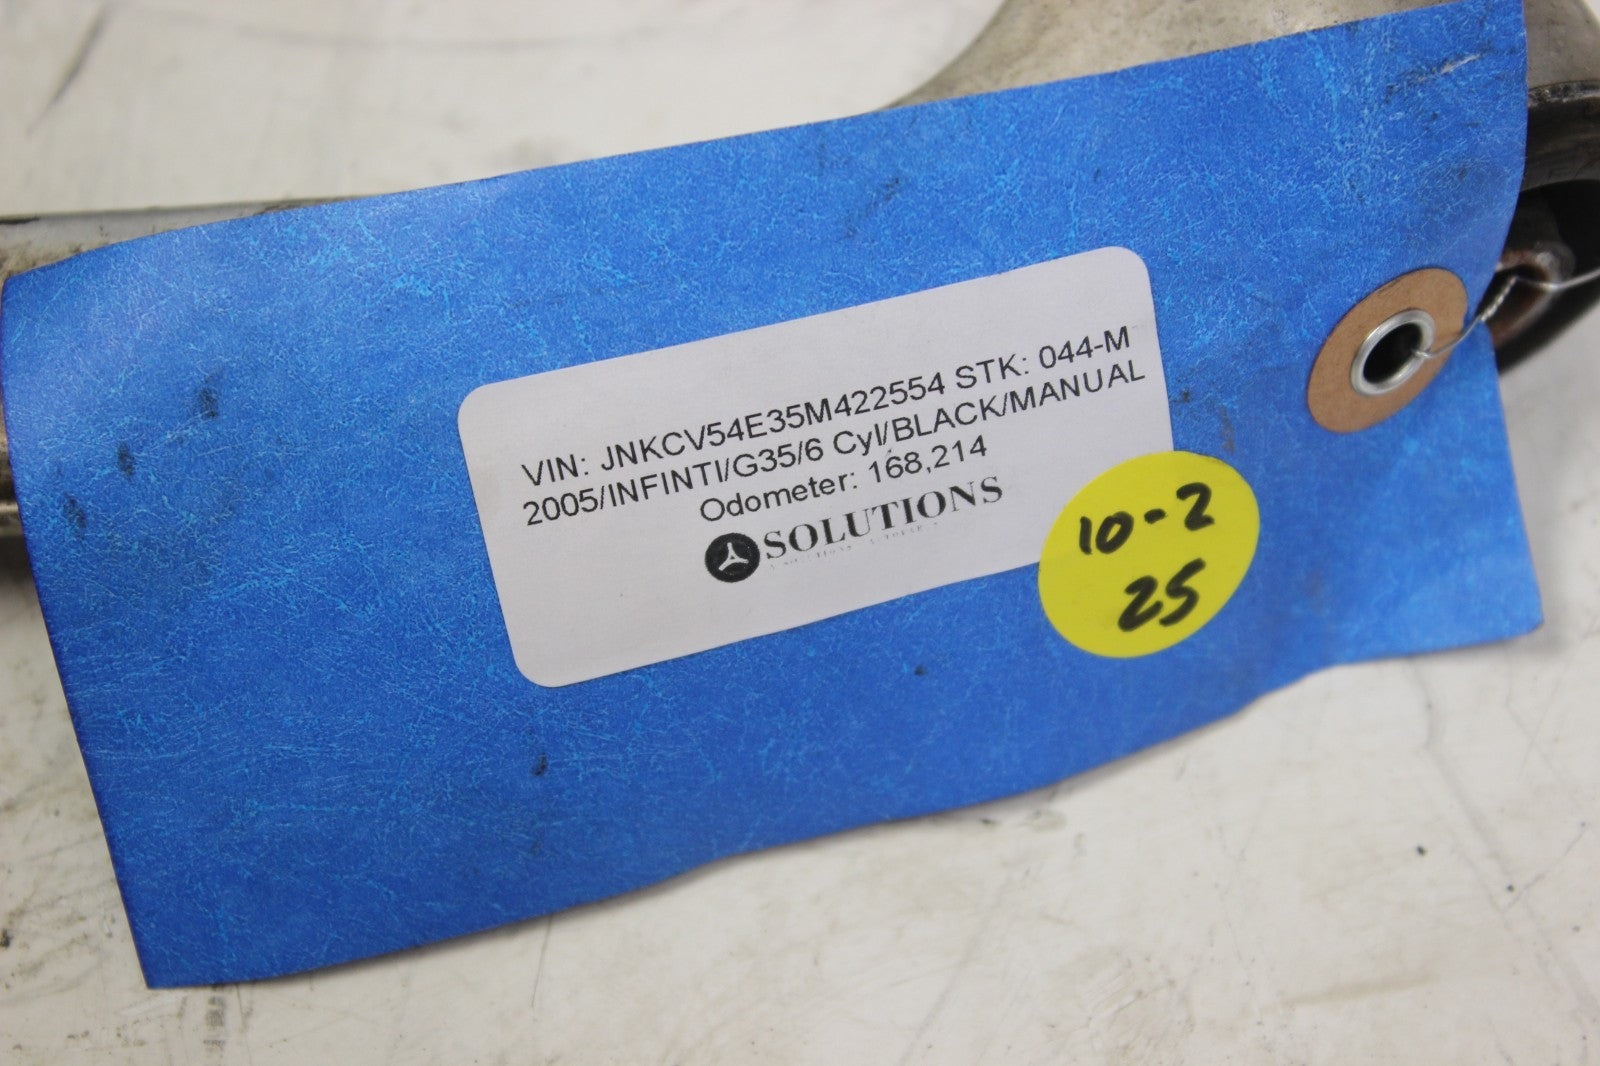 VIN: JNKCV54E35M422554 STK: 044-M
2005/INFINTI/G35/6 Cyl/BLACK/MANUAL
Odometer: 168,214
SOLUTIONS
10-2
25